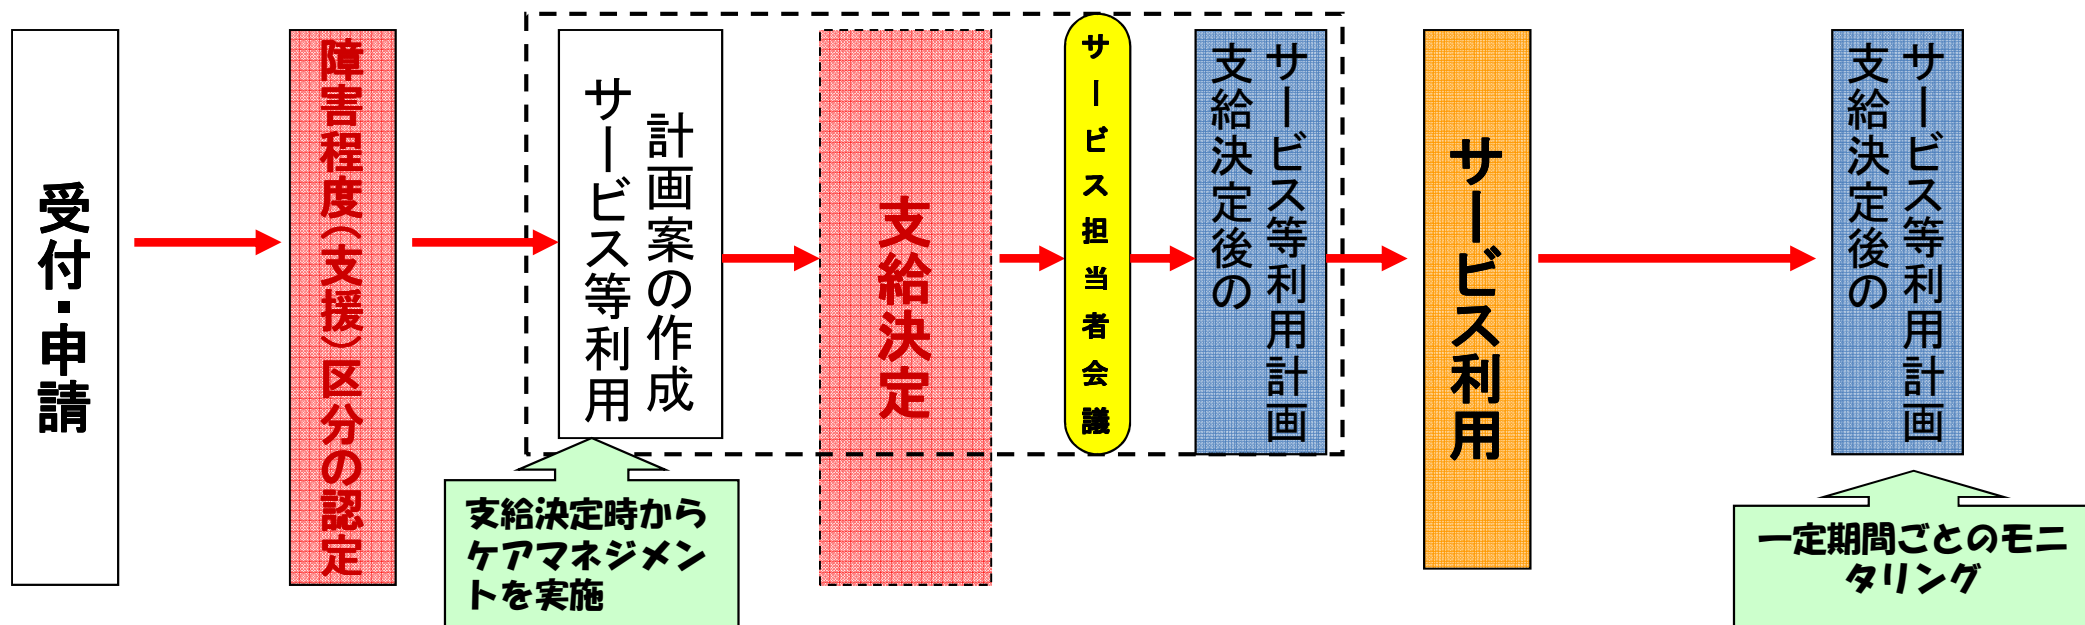 受付・申請
障害程度（支援）区分の認定
計画案の作成
サービス等利用
支給決定時から
ケアマネジメン
トを実施
支給決定
サービス担当者会議
サービス等利用計画
支給決定後の
サービス利用
サービス等利用計画
支給決定後の
一定期間ごとのモニ
タリング